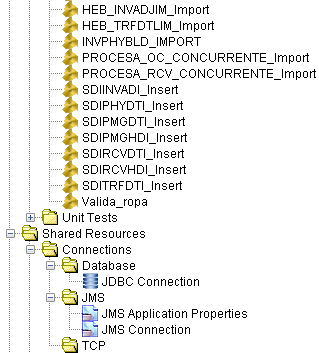 HEB_INVADJIM_Import
HEB_TRFDTLIM_Import
INVPHYBLD_IMPORT
PROCESA_OC_CONCURRENTE_Import
PROCESA_RCV_CONCURRENTE_Import
SDIINVADI_Insert
SDIPHYDTI_Insert
SDIPMGDTI_Insert
SDIPMGHDI_Insert
SDIRCVDTI_Insert
SDIRCVHDI_Insert
SDITRFDTI_Insert
Valida_ropa
Unit Tests
Shared Resources
Connections
Database
JDBC Connection
JMS
JMS Application Properties
JMS Connection
TCP